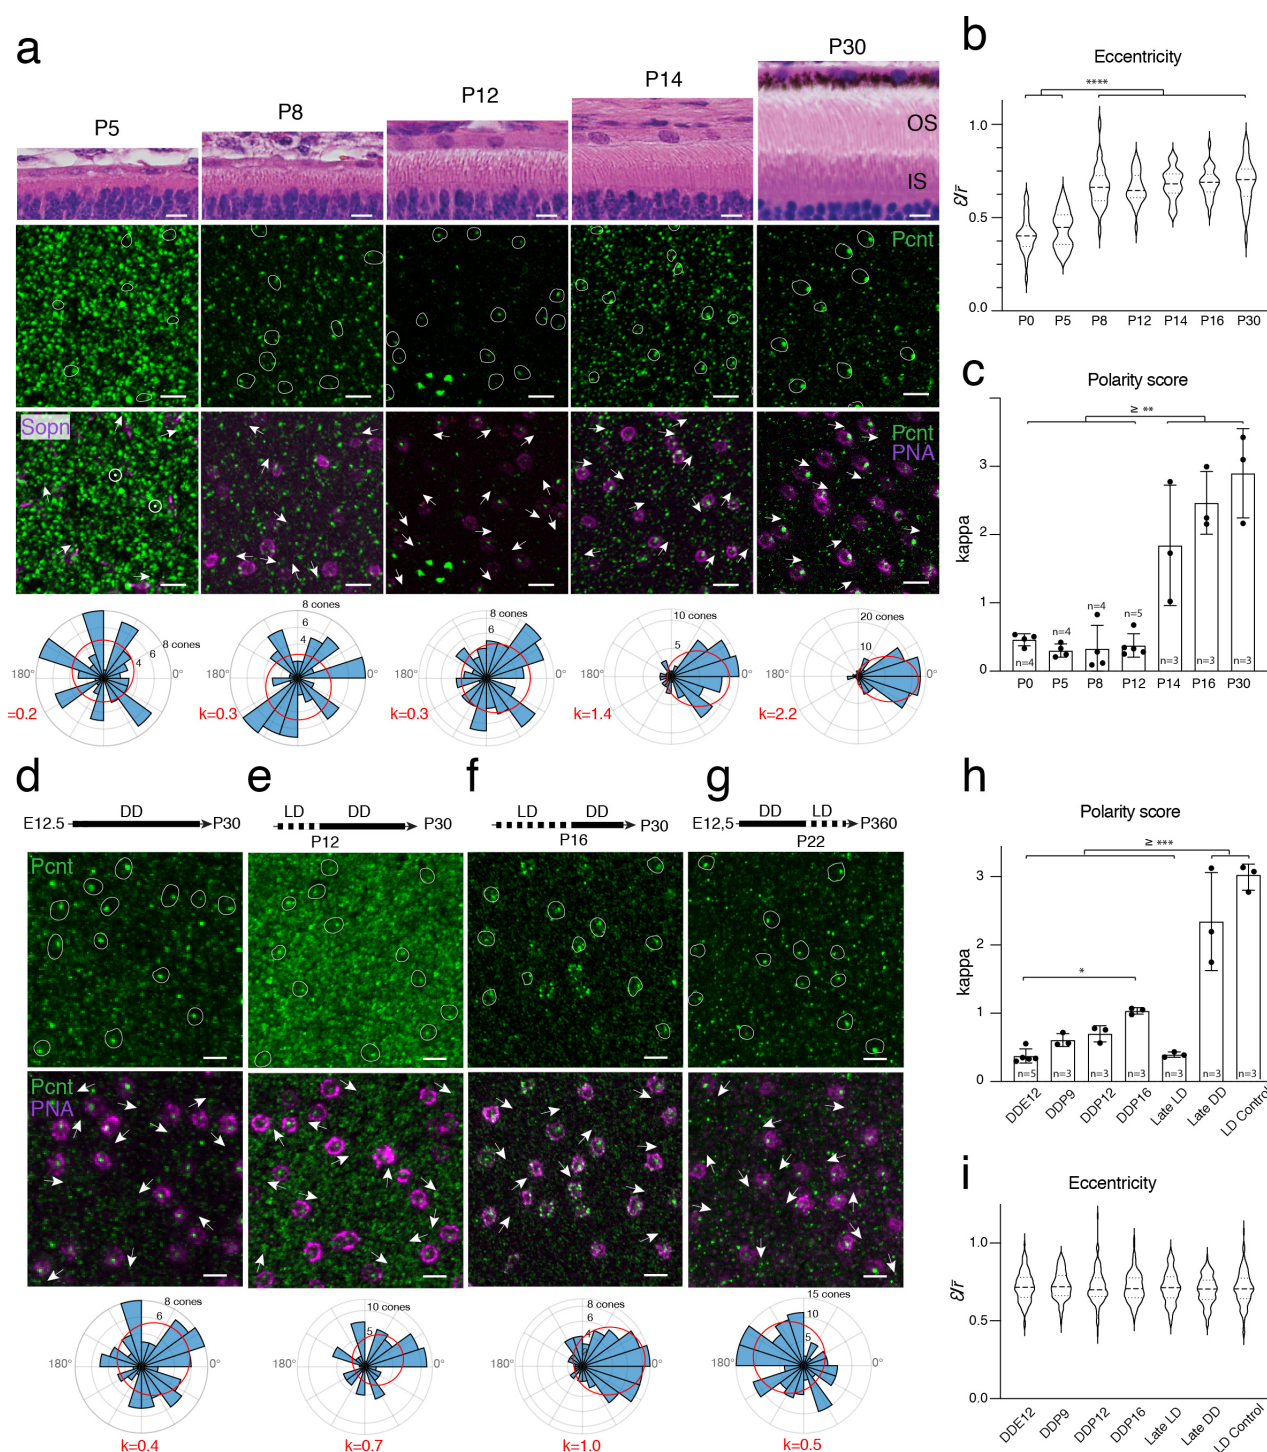 a
P5
P8
P12
P14
P30
OS
IS
Pcnt
Sopn
Pcnt
PNA
8 cones
6
4
180°
0°
=0.2
8 cones
6
4
180°
0°
k=0.3
8 cones
6
180°
0°
k=0.3
10 cones
5
180°
0°
k=1.4
20 cones
10
180°
0°
k=2.2
b
Eccentricity
****
1.0
0.5
0.0
ℰ/r̅
P0 P5 P8 P12 P14 P16 P30
c
Polarity score
≥ **
3
2
1
0
kappa
n=4
n=4
n=4
n=5
n=3
n=3
n=3
P0 P5 P8 P12 P14 P16 P30
d
DD
E12.5
P30
Pcnt
Pcnt
PNA
8 cones
6
180°
0°
k=0.4
e
LD DD
P30
P12
10 cones
5
180°
0°
k=0.7
f
LD DD
P30
P16
8 cones
6
4
180°
0°
k=1.0
g
DD LD
E12,5
P360
P22
15 cones
10
5
180°
0°
k=0.5
h
Polarity score
≥ ***
*
3
2
1
0
kappa
n=5 n=3 n=3 n=3 n=3 n=3 n=3
DDE12
DDP9
DDP12
DDP16
Late LD
Late DD
LD Control
i
Eccentricity
1.0
0.5
0.0
ℰ/r̅
DDE12
DDP9
DDP12
DDP16
Late LD
Late DD
LD Control